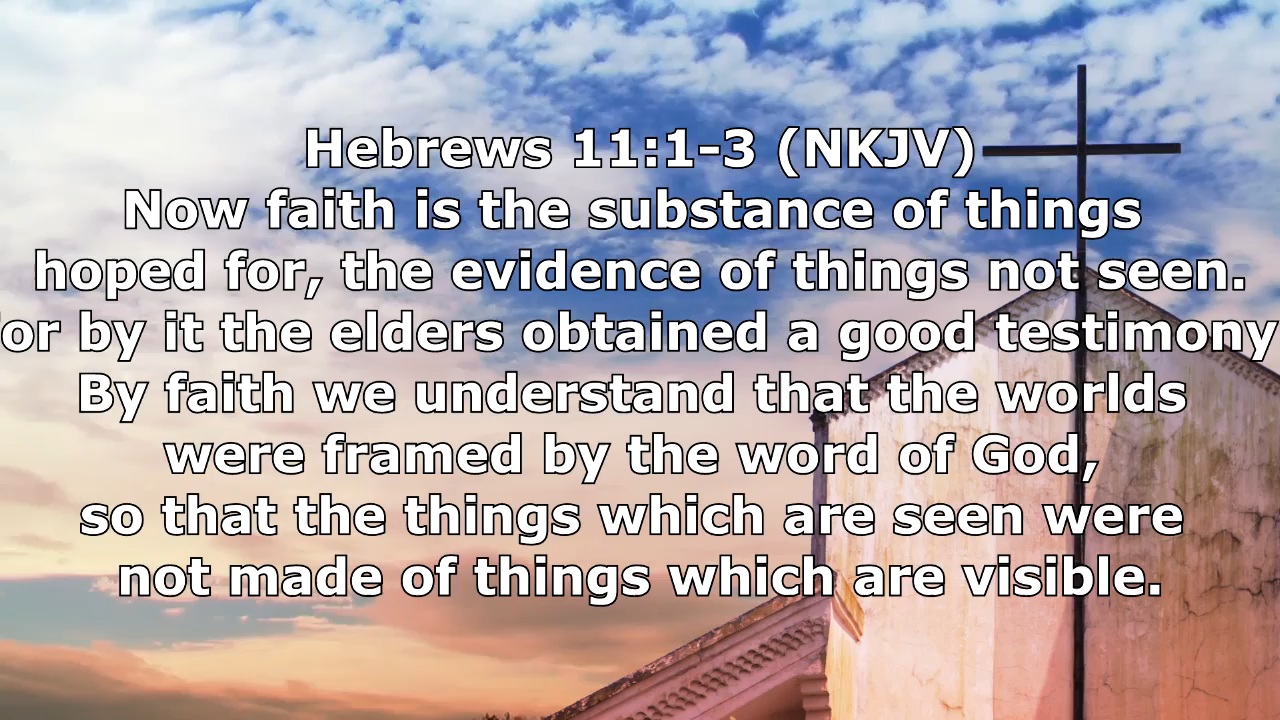 Hebrews 11:1-3 (NKJV)
Now faith is the substance of things
hoped for, the evidence of things not seen.
or by it the elders obtained a good testimony
By faith we understand that the worlds
were framed by the word of God,
so that the things which are seen were
not made of things which are visible.